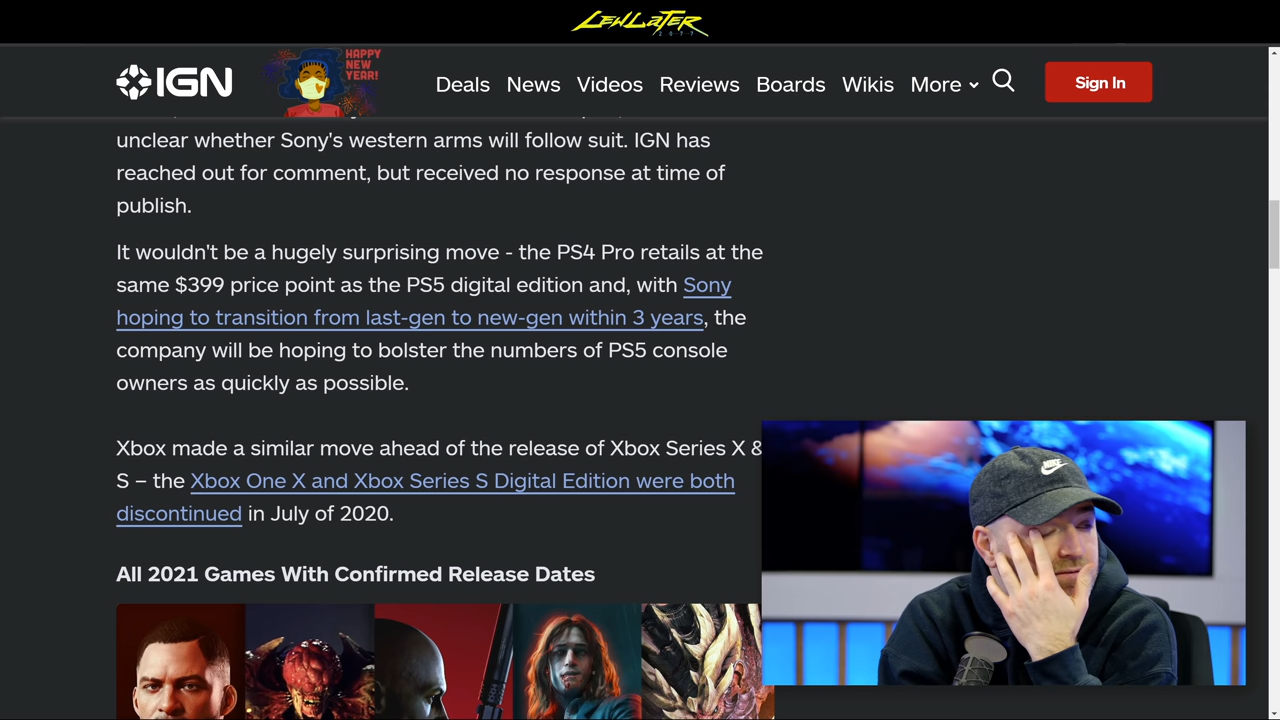 LEWLATER
2077
IGN
HAPPY
NEW
YEAR!
Deals News Videos Reviews Boards Wikis More Sign In
unclear whether Sony's western arms will follow suit. IGN has
reached out for comment, but received no response at time of
publish.
It wouldn't be a hugely surprising move - the PS4 Pro retails at the
same $399 price point as the PS5 digital edition and, with Sony
hoping to transition from last-gen to new-gen within 3 years, the
company will be hoping to bolster the numbers of PS5 console
owners as quickly as possible.
Xbox made a similar move ahead of the release of Xbox Series X &
S – the Xbox One X and Xbox Series S Digital Edition were both
discontinued in July of 2020.
All 2021 Games With Confirmed Release Dates